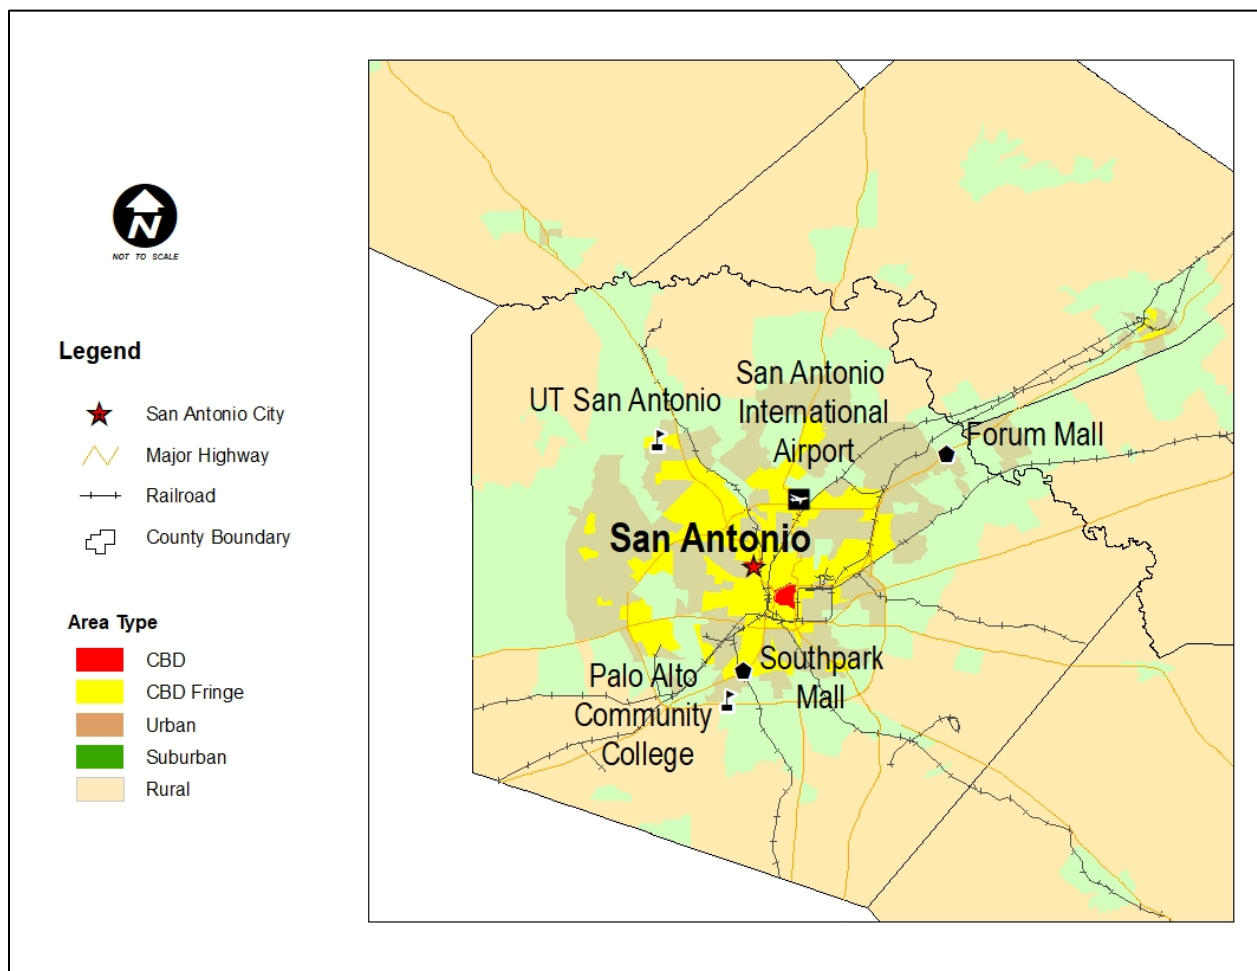 N
NOT TO SCALE
Legend
San Antonio City
Major Highway
Railroad
County Boundary
Area Type
CBD
CBD Fringe
Urban
Suburban
Rural
UT San Antonio
San Antonio
International
Airport
Forum Mall
San Antonio
Southpark
Mall
Palo Alto
Community
College